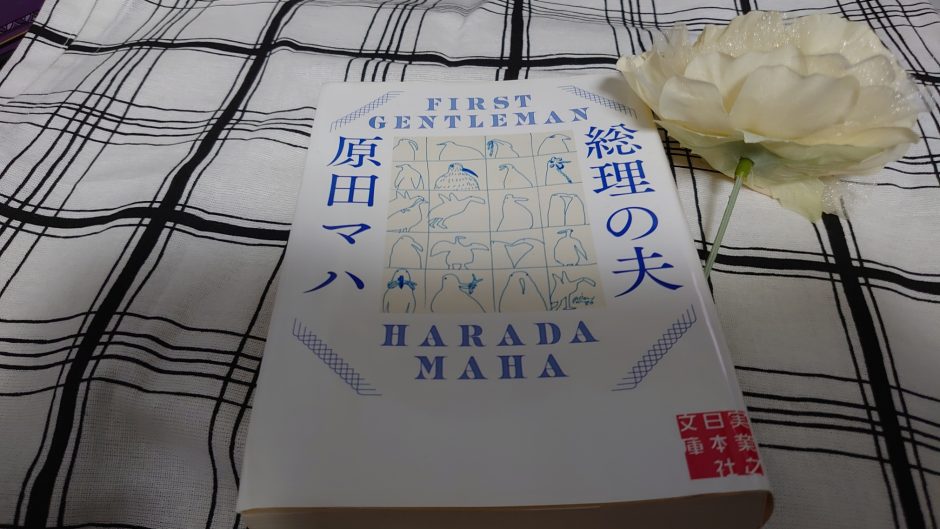 FIRST
GENTLEMAN
総理の夫
原田マハ
HARADA
MAHA
実業之
日本社
文庫